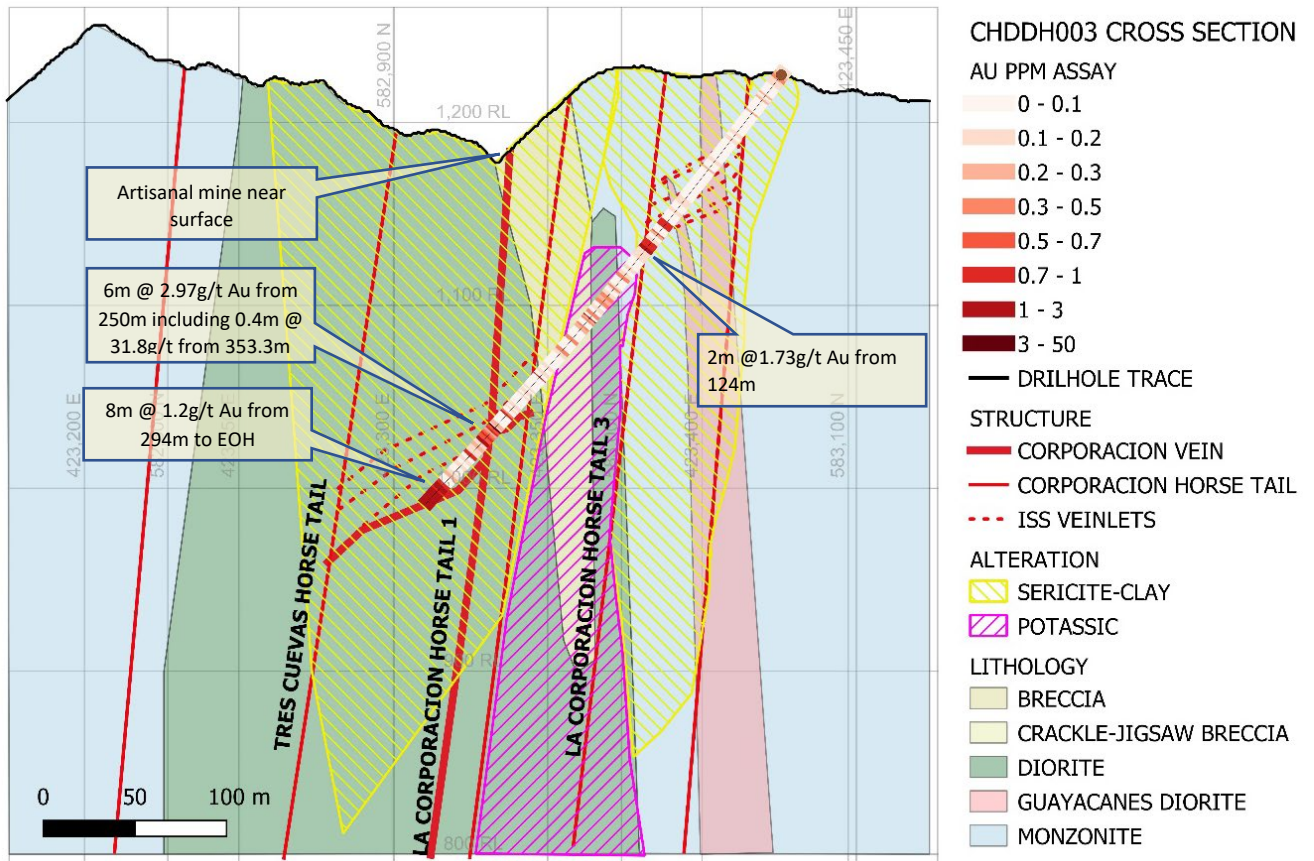 CHDDH003 CROSS SECTION
AU PPM ASSAY
0 - 0.1
0.1 - 0.2
0.2 - 0.3
0.3 - 0.5
0.5 - 0.7
0.7 - 1
1 - 3
3 - 50
DRILHOLE TRACE
STRUCTURE
CORPORACION VEIN
CORPORACION HORSE TAIL
ISS VEINLETS
ALTERATION
SERICITE-CLAY
POTASSIC
LITHOLOGY
BRECCIA
CRACKLE-JIGSAW BRECCIA
DIORITE
GUAYACANES DIORITE
MONZONITE
582,900 N
423,450 E
1,200 RL
Artisanal mine near
surface
6m @ 2.97g/t Au from
250m including 0.4m @
31.8g/t from 353.3m
1,100 RL
2m @1.73g/t Au from
124m
8m @ 1.2g/t Au from
294m to EOH
423,200 E
423,400 E
583,100 N
TRES CUEVAS HORSE TAIL
LA CORPORACION HORSE TAIL 1
LA CORPORACION HORSE TAIL 3
0 50 100 m
800 RL